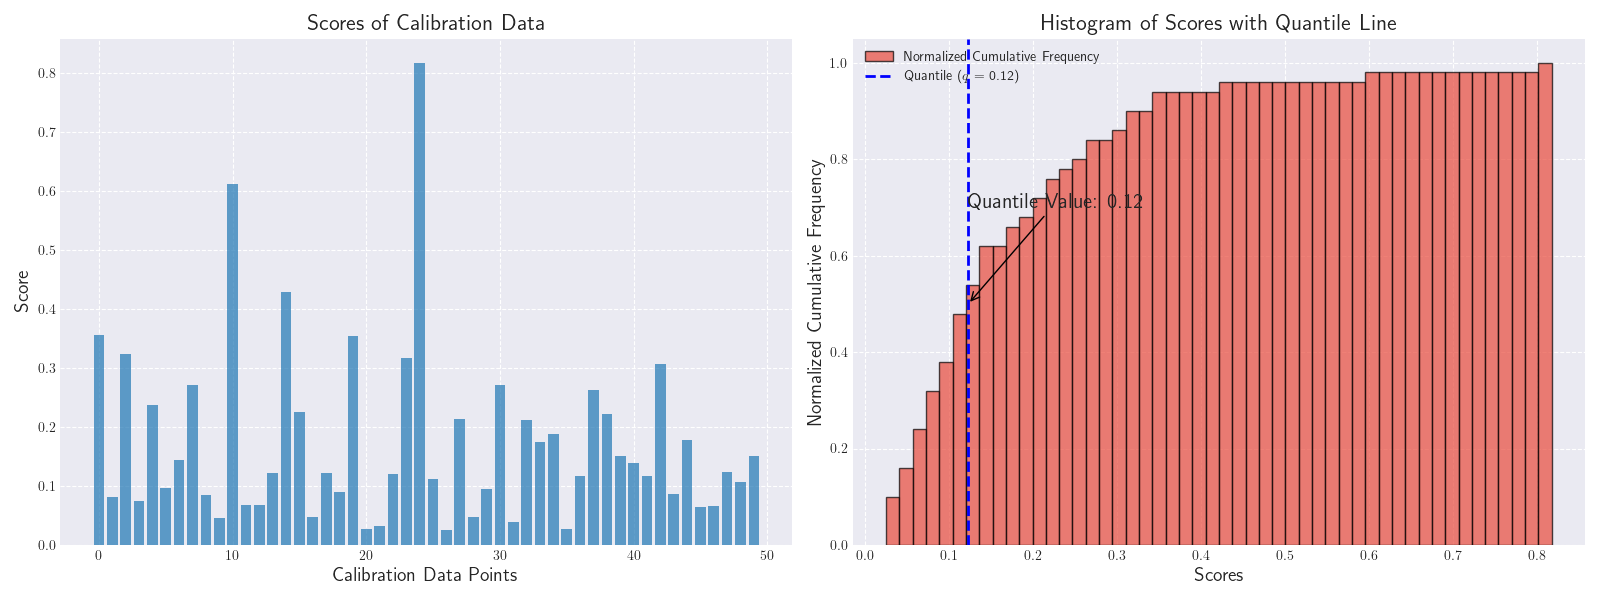 Scores of Calibration Data
Score
0.8
0.7
0.6
0.5
0.4
0.3
0.2
0.1
0.0
0 10 20 30 40 50
Calibration Data Points
Histogram of Scores with Quantile Line
Normalized Cumulative Frequency
Quantile (q = 0.12)
Quantile Value: 0.12
Normalized Cumulative Frequency
1.0
0.8
0.6
0.4
0.2
0.0
0.0 0.1 0.2 0.3 0.4 0.5 0.6 0.7 0.8
Scores